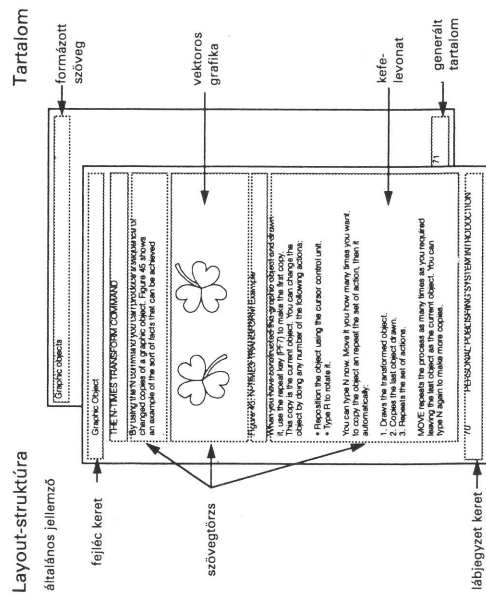 Layout-struktúra
Tartalom
általános jellemző
formázott
szöveg
fejléc keret
vektoros
grafika
szövegtörzs
kefe-
levonat
generált
tartalom
lábjegyzet keret
Graphic objects
71
Graphic Object
THE N-TIMES TRANSFORM COMMAND
By using the N command you can produce a sequence of
changed copies of a graphic object. Figure 45 shows
an example of the sort of facts that can be achieved
Figure 45. N-TIMES TRANSFORM Example
When you have constructed this graphic object and drawn
it, use the repeat key (PF7) to make the first copy.
This copy is the current object. You can change the
object by doing any number of the following actions:
• Reposition the object using the cursor control unit.
• Type R to rotate it.
You can type N now. Move it you how many times you want.
to copy the object an repeat the set of action, then it
automatically:
1. Draws the transformed object.
2. Copies the last object drawn.
3. Repeats the set of actions.
MOVE repeats the process as many times as you required
leaving the last object as the current object. You can
type N again to make more copies.
70 PERSONAL SYSTEM INTRODUCTION